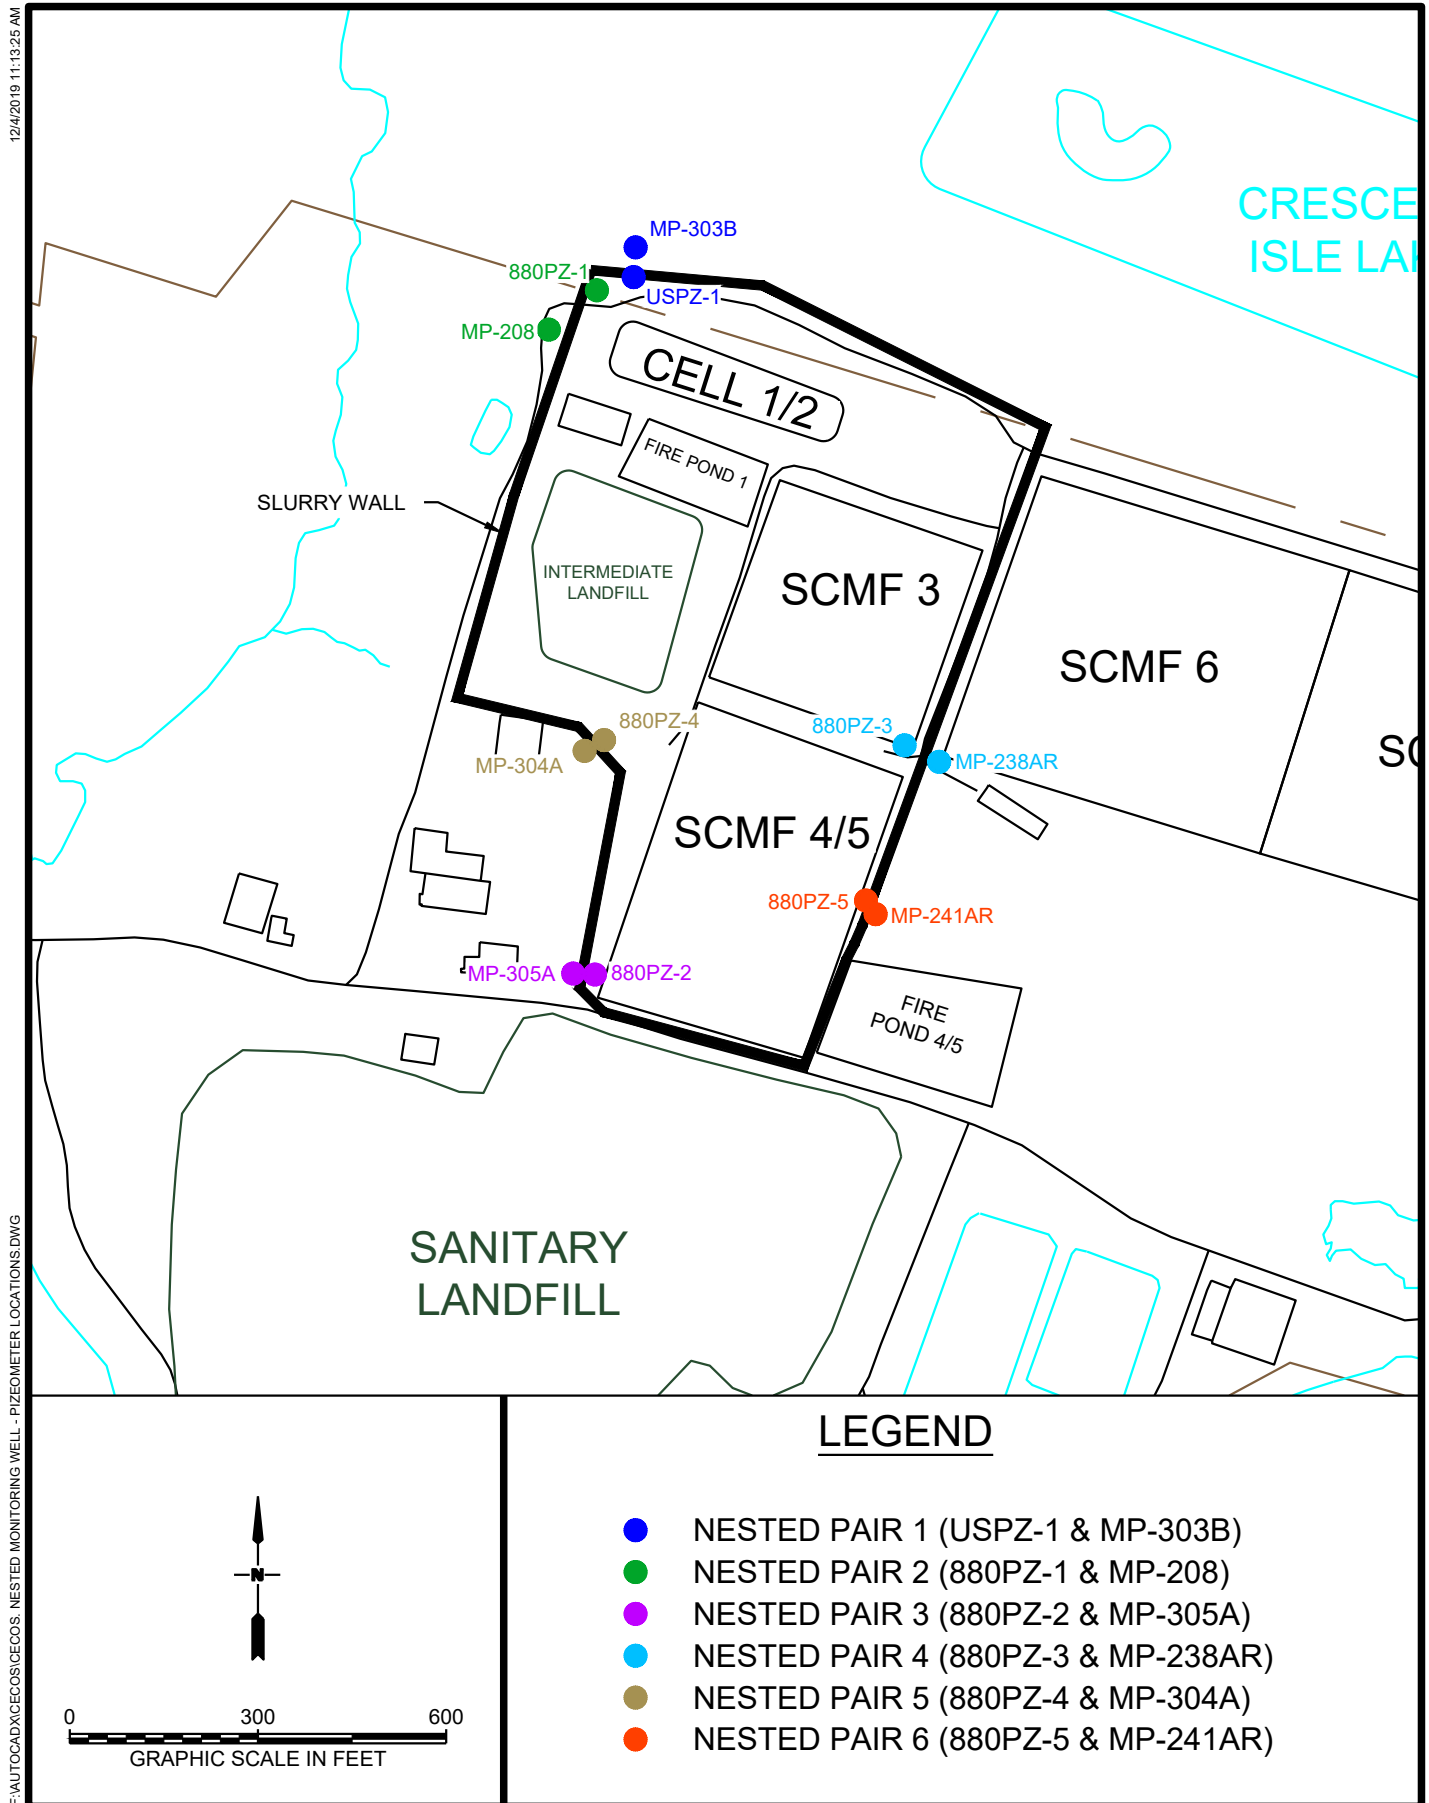 12/4/2019 11:13:25 AM
CRESCE
ISLE LAK
MP-303B
880PZ-1
USPZ-1
MP-208
CELL 1/2
FIRE POND 1
SLURRY WALL
INTERMEDIATE
LANDFILL
SCMF 3
SCMF 6
880PZ-4
880PZ-3
SC
MP-304A
MP-238AR
SCMF 4/5
880PZ-5
MP-241AR
MP-305A
880PZ-2
FIRE
POND 4/5
SANITARY
LANDFILL
F:\AUTOCADX\CECOS\CECOS. NESTED MONITORING WELL - PIZEOMETER LOCATIONS.DWG
N
0 300 600
GRAPHIC SCALE IN FEET
LEGEND
NESTED PAIR 1 (USPZ-1 & MP-303B)
NESTED PAIR 2 (880PZ-1 & MP-208)
NESTED PAIR 3 (880PZ-2 & MP-305A)
NESTED PAIR 4 (880PZ-3 & MP-238AR)
NESTED PAIR 5 (880PZ-4 & MP-304A)
NESTED PAIR 6 (880PZ-5 & MP-241AR)